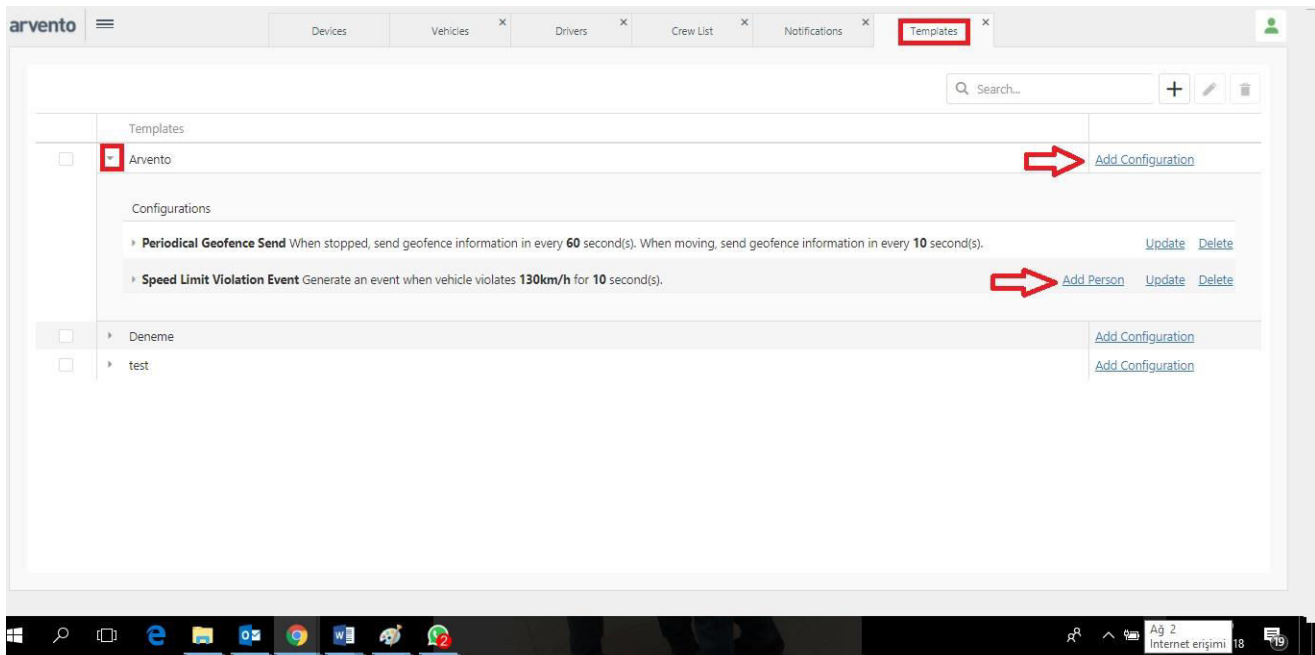 arvento
Devices Vehicles Drivers Crew List Notifications Templates
Search...
Templates
Arvento Add Configuration
Configurations
Periodical Geofence Send When stopped, send geofence information in every 60 second(s). When moving, send geofence information in every 10 second(s). Update Delete
Speed Limit Violation Event Generate an event when vehicle violates 130km/h for 10 second(s). Add Person Update Delete
Deneme Add Configuration
test Add Configuration
Ağ 2
Internet erişimi 18
2
19